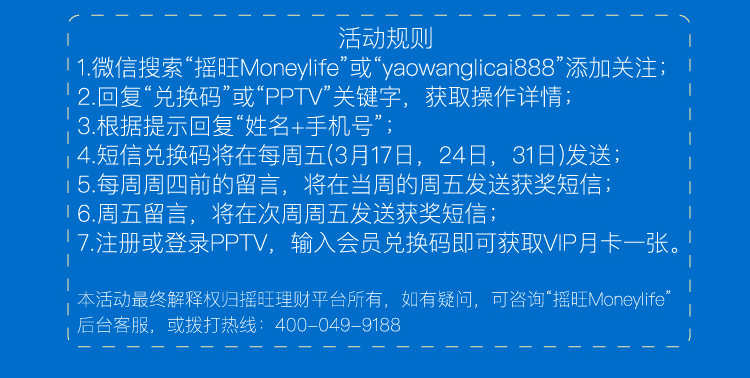 活动规则
1.微信搜索“摇旺Moneylife”或“yaowanglicai888”添加关注；
2.回复“兑换码”或“PPTV”关键字，获取操作详情；
3.根据提示回复“姓名+手机号”；
4.短信兑换码将在每周五(3月17日，24日，31日)发送；
5.每周周四前的留言，将在当周的周五发送获奖短信；
6.周五留言，将在次周周五发送获奖短信；
7.注册或登录PPTV，输入会员兑换码即可获取VIP月卡一张。
本活动最终解释权归摇旺理财平台所有，如有疑问，可咨询“摇旺Moneylife”
后台客服，或拨打热线：400-049-9188